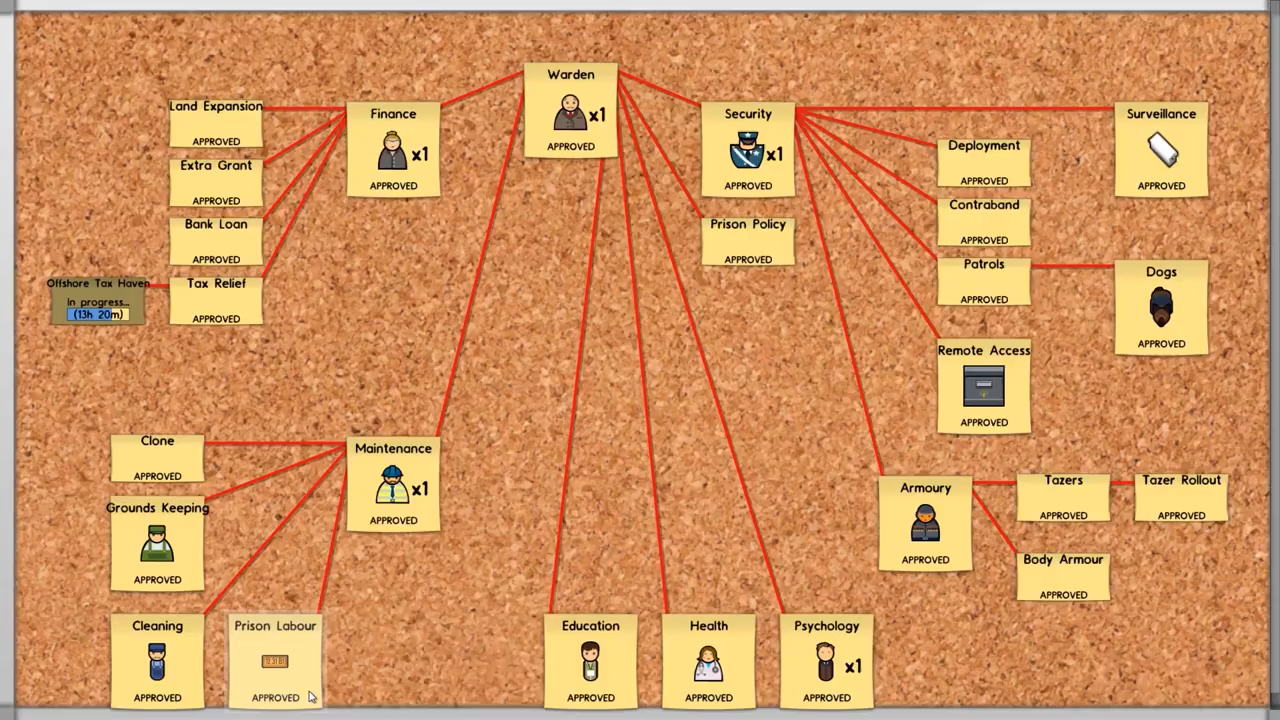 Warden
x1
APPROVED
Finance
x1
APPROVED
Land Expansion
APPROVED
Extra Grant
APPROVED
Bank Loan
APPROVED
Tax Relief
APPROVED
Offshore Tax Haven
In progress...
(13h 20m)
Security
x1
APPROVED
Prison Policy
APPROVED
Deployment
APPROVED
Contraband
APPROVED
Patrols
APPROVED
Remote Access
APPROVED
Surveillance
APPROVED
Dogs
APPROVED
Armoury
APPROVED
Tazers
APPROVED
Tazer Rollout
APPROVED
Body Armour
APPROVED
Maintenance
x1
APPROVED
Clone
APPROVED
Grounds Keeping
APPROVED
Cleaning
APPROVED
Prison Labour
APPROVED
Education
APPROVED
Health
APPROVED
Psychology
x1
APPROVED